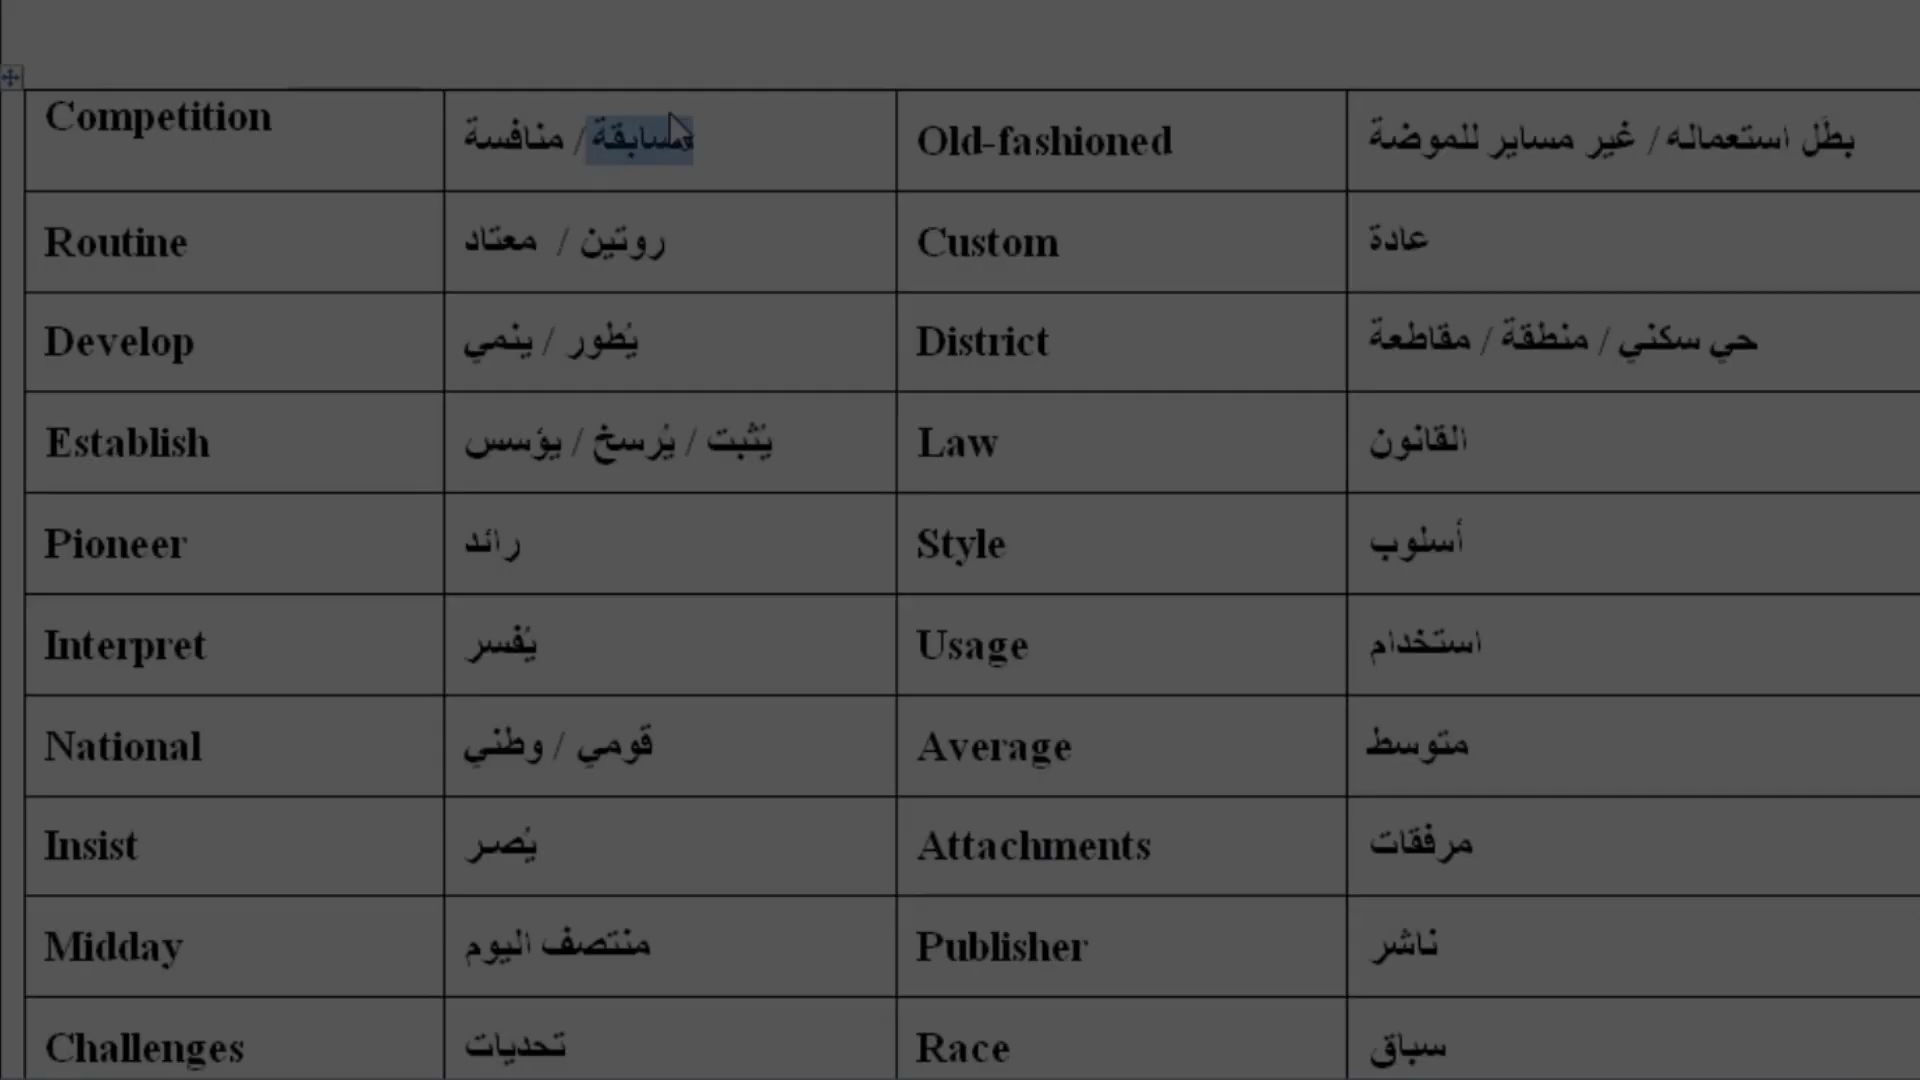 Competition مسابقة / منافسة Old-fashioned بطَل استعماله / غير مساير للموضة
Routine روتين / معتاد Custom عادة
Develop يُطور / ينمي District حي سكني / منطقة / مقاطعة
Establish يُثبت / يُرسخ / يؤسس Law القانون
Pioneer رائد Style أسلوب
Interpret يُفسر Usage استخدام
National قومي / وطني Average متوسط
Insist يُصر Attachments مرفقات
Midday منتصف اليوم Publisher ناشر
Challenges تحديات Race سباق